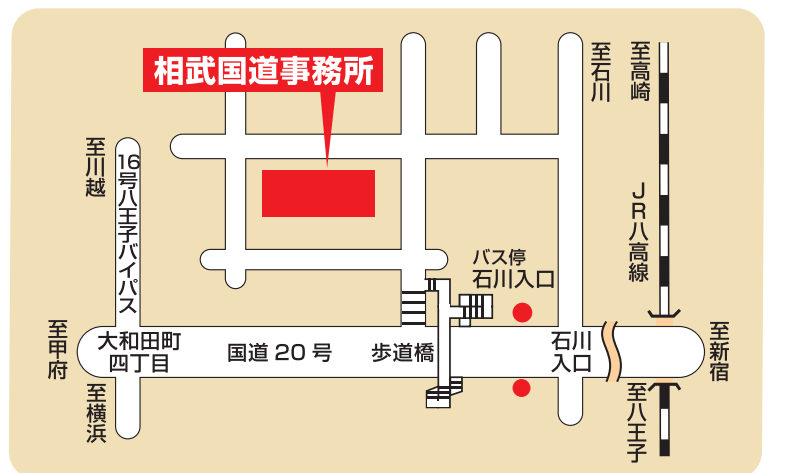 相武国道事務所
至石川
至高崎
至川越
16号八王子バイパス
JR八高線
バス停
石川入口
至甲府
大和田町
四丁目
国道20号
歩道橋
石川
入口
至新宿
至横浜
至八王子